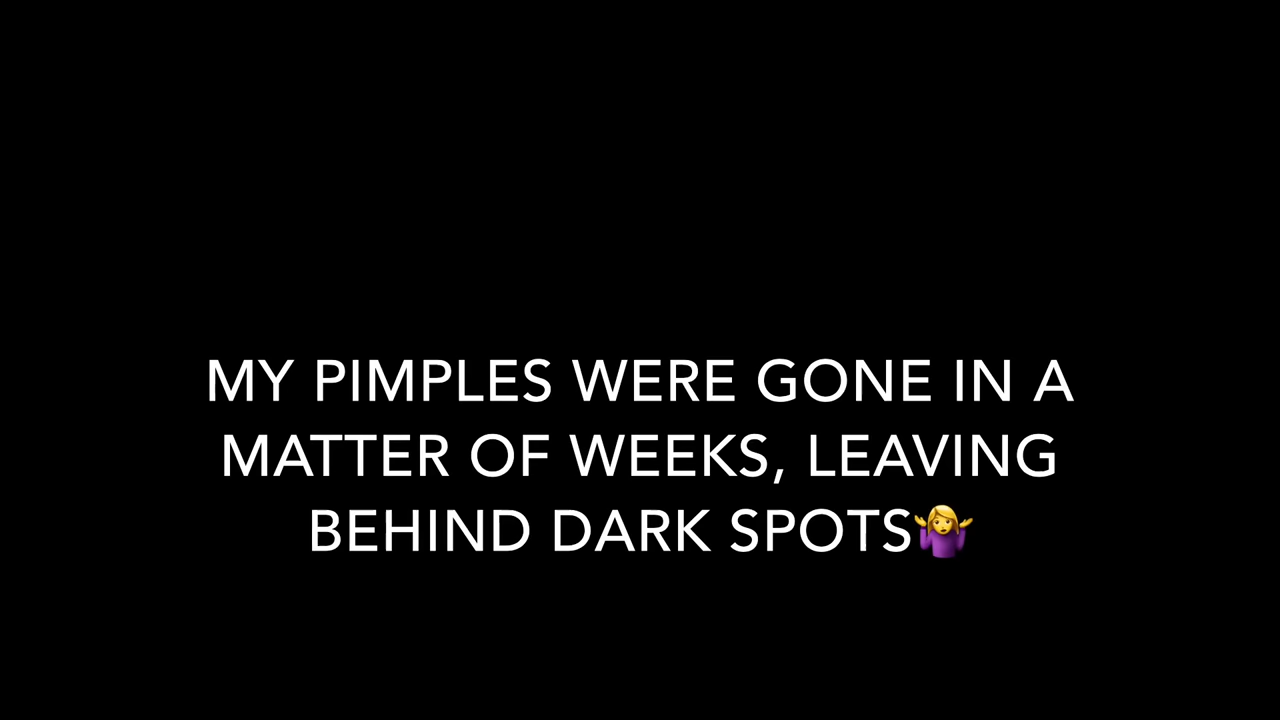 MY PIMPLES WERE GONE IN A
MATTER OF WEEKS, LEAVING
BEHIND DARK SPOTS🤷‍♀️